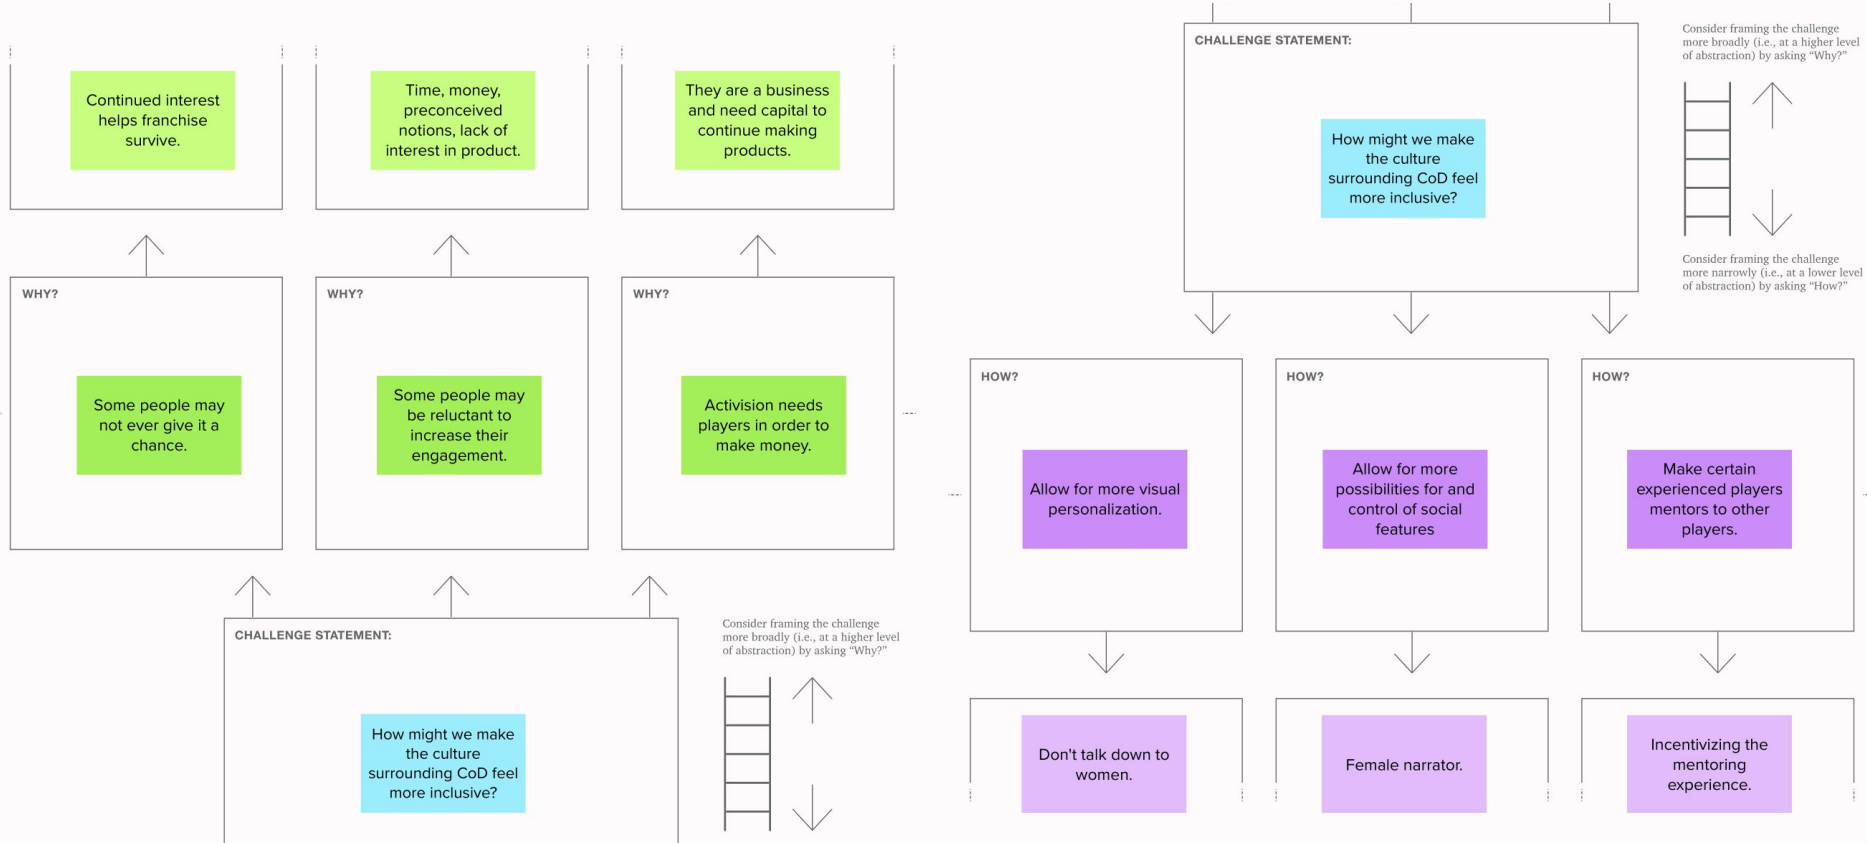 Continued interest
helps franchise
survive.
Time, money,
preconceived
notions, lack of
interest in product.
They are a business
and need capital to
continue making
products.
WHY?
Some people may
not ever give it a
chance.
WHY?
Some people may
be reluctant to
increase their
engagement.
WHY?
Activision needs
players in order to
make money.
CHALLENGE STATEMENT:
How might we make
the culture
surrounding CoD feel
more inclusive?
Consider framing the challenge
more broadly (i.e., at a higher level
of abstraction) by asking “Why?”
CHALLENGE STATEMENT:
How might we make
the culture
surrounding CoD feel
more inclusive?
Consider framing the challenge
more broadly (i.e., at a higher level
of abstraction) by asking “Why?”
Consider framing the challenge
more narrowly (i.e., at a lower level
of abstraction) by asking “How?”
HOW?
Allow for more visual
personalization.
HOW?
Allow for more
possibilities for and
control of social
features
HOW?
Make certain
experienced players
mentors to other
players.
Don't talk down to
women.
Female narrator.
Incentivizing the
mentoring
experience.